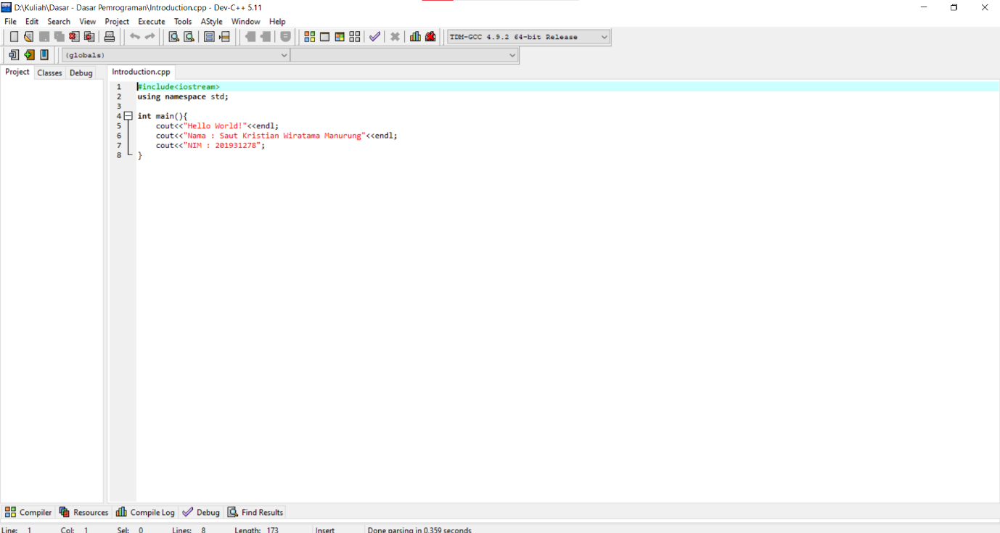 D:\Kuliah\Dasar - Dasar Pemrograman\Introduction.cpp - Dev-C++ 5.11
File Edit Search View Project Execute Tools AStyle Window Help
TDM-GCC 4.9.2 64-bit Release
(globals)
Project Classes Debug Introduction.cpp
1 #include<iostream>
2 using namespace std;
3
4 int main(){
5 cout<<"Hello World!"<<endl;
6 cout<<"Nama : Saut Kristian Wiratama Manurung"<<endl;
7 cout<<"NIM : 201931278";
8 }
Compiler Resources Compile Log Debug Find Results
Line: 1 Col: 1 Sel: 0 Lines: 8 Length: 173 Insert Done parsing in 0.359 seconds